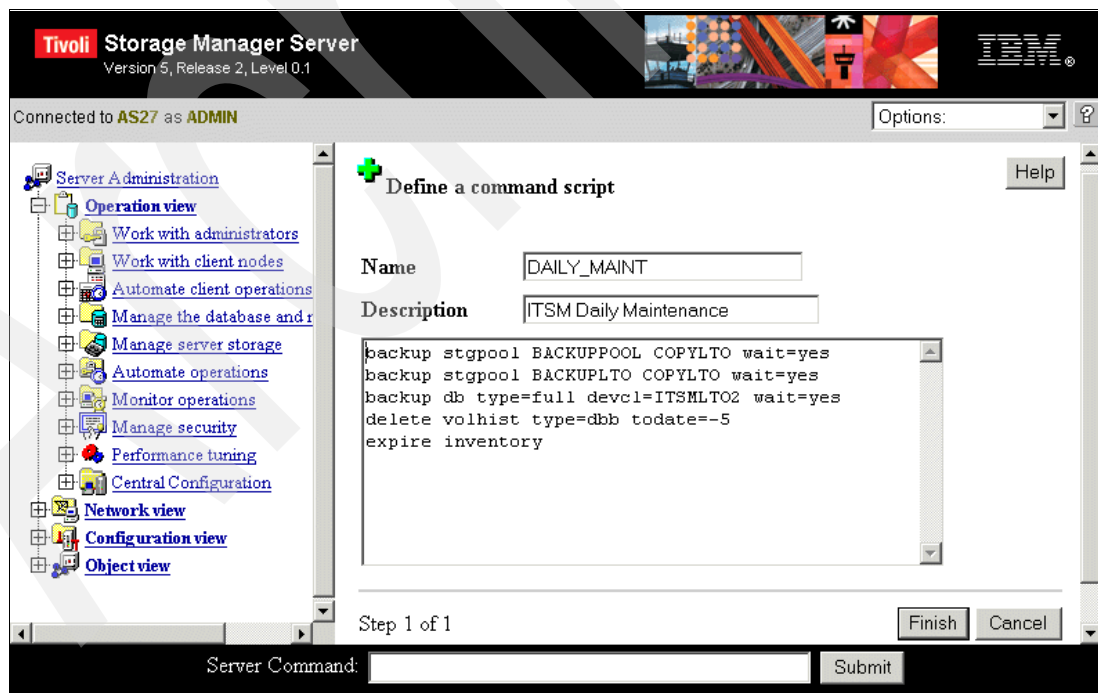 Tivoli Storage Manager Server
Version 5, Release 2, Level 0.1
IBM®
Connected to AS27 as ADMIN
Options:
?
Server Administration
Operation view
Work with administrators
Work with client nodes
Automate client operations
Manage the database and r
Manage server storage
Automate operations
Monitor operations
Manage security
Performance tuning
Central Configuration
Network view
Configuration view
Object view
Define a command script
Help
Name DAILY_MAINT
Description ITSM Daily Maintenance
backup stgpool BACKUPPOOL COPYLTO wait=yes
backup stgpool BACKUPLTO COPYLTO wait=yes
backup db type=full devcl=ITSMLTO2 wait=yes
delete volhist type=dbb todate=-5
expire inventory
Step 1 of 1
Finish Cancel
Server Command: Submit